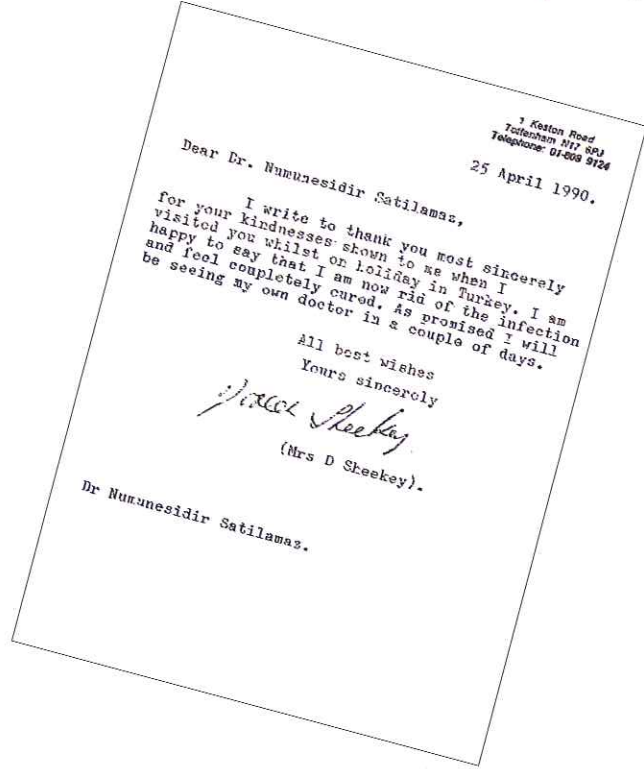 1 Keston Road
Tottenham N17 6PJ
Telephone: 01-808 9124
25 April 1990.
Dear Dr. Numunesidir Satilamaz,
I write to thank you most sincerely
for your kindnesses shown to me when I
visited you whilst on holiday in Turkey. I am
happy to say that I am now rid of the infection
and feel completely cured. As promised I will
be seeing my own doctor in a couple of days.
All best wishes
Yours sincerely
Sheekey
(Mrs D Sheekey).
Dr Numunesidir Satilamaz.